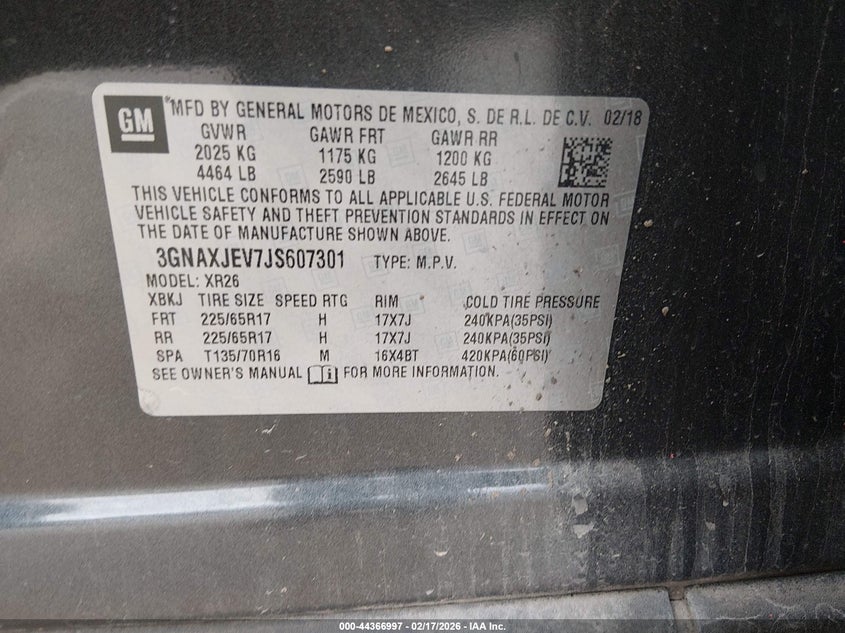 GM
*MFD BY GENERAL MOTORS DE MEXICO, S. DE R.L. DE C.V. 02/18
GVWR GAWR FRT GAWR RR
2025 KG 1175 KG 1200 KG
4464 LB 2590 LB 2645 LB
THIS VEHICLE CONFORMS TO ALL APPLICABLE U.S. FEDERAL MOTOR
VEHICLE SAFETY AND THEFT PREVENTION STANDARDS IN EFFECT ON
THE DATE OF MANUFACTURE SHOWN ABOVE.
3GNAXJEV7JS607301 TYPE: M.P.V.
MODEL: XR26
XBKJ TIRE SIZE SPEED RTG RIM COLD TIRE PRESSURE
FRT 225/65R17 H 17X7J 240KPA(35PSI)
RR 225/65R17 H 17X7J 240KPA(35PSI)
SPA T135/70R16 M 16X4BT 420KPA(60PSI)
SEE OWNER'S MANUAL i FOR MORE INFORMATION.
000-44366997 - 02/17/2026 - IAA Inc.